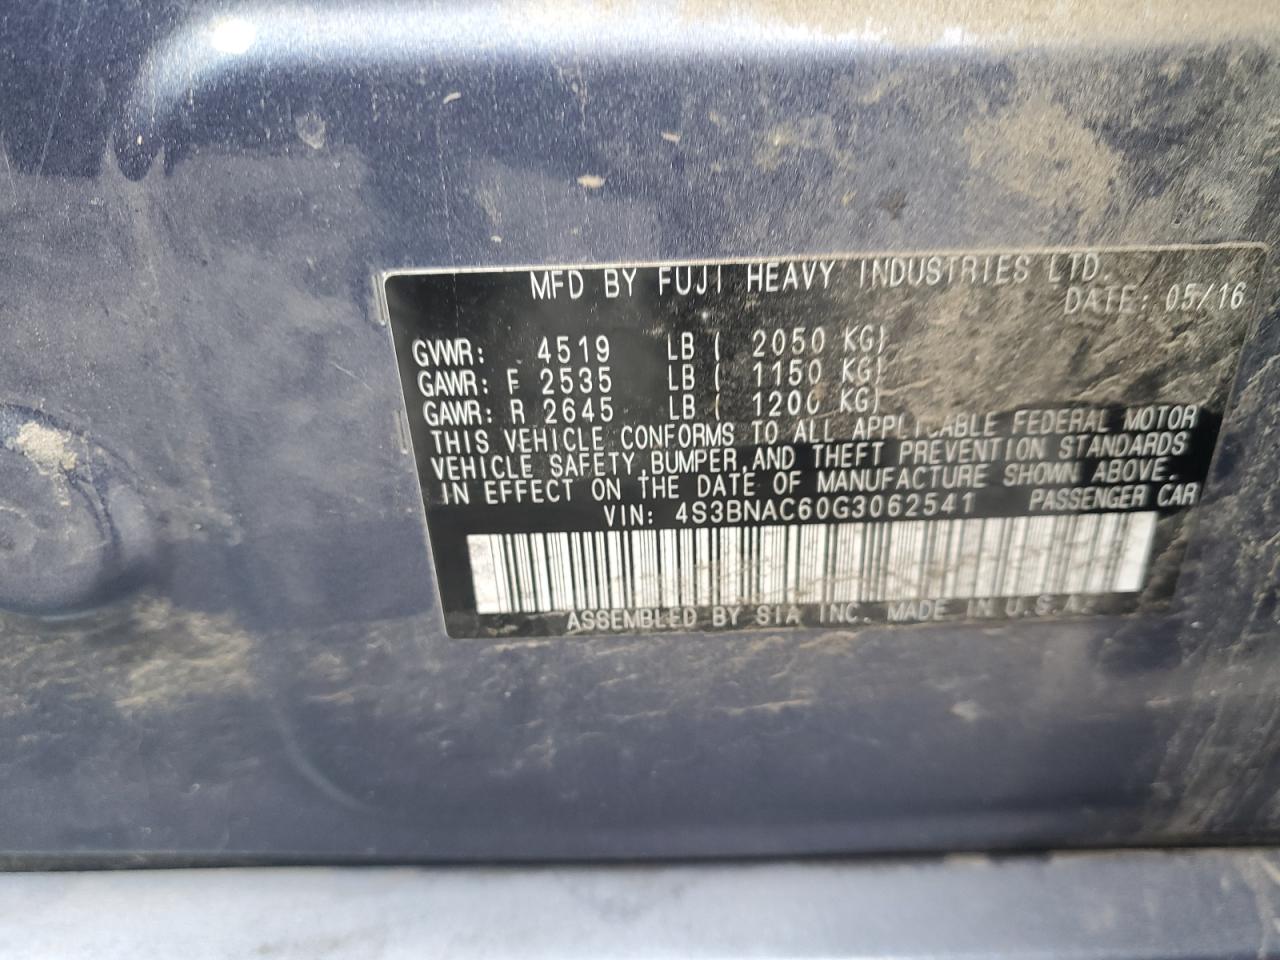 MFD BY FUJI HEAVY INDUSTRIES LTD.
DATE: 05/16
GVWR: 4519 LB ( 2050 KG)
GAWR: F 2535 LB ( 1150 KG)
GAWR: R 2645 LB ( 1200 KG)
THIS VEHICLE CONFORMS TO ALL APPLICABLE FEDERAL MOTOR
VEHICLE SAFETY,BUMPER,AND THEFT PREVENTION STANDARDS
IN EFFECT ON THE DATE OF MANUFACTURE SHOWN ABOVE.
VIN: 4S3BNAC60G3062541 PASSENGER CAR
ASSEMBLED BY SIA INC. MADE IN U.S.A.